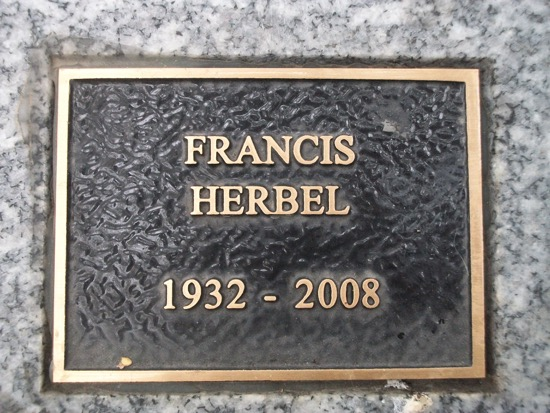 FRANCIS
HERBEL
1932 - 2008